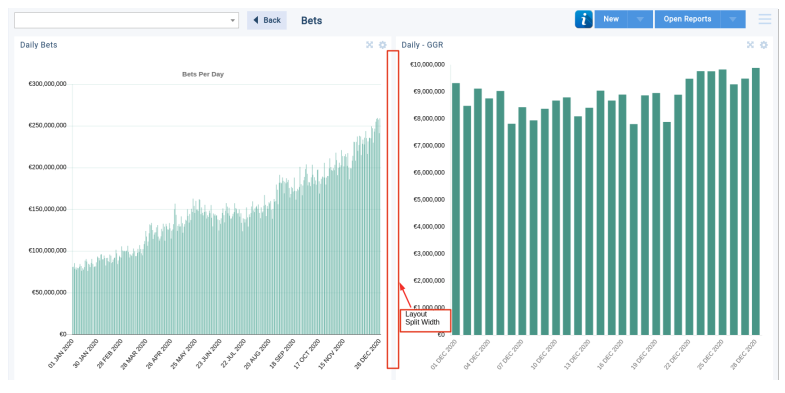 Back
Bets
i
New
Open Reports
Daily Bets
Bets Per Day
€300,000,000
€250,000,000
€200,000,000
€150,000,000
€100,000,000
€50,000,000
€0
01 JAN 2020
30 JAN 2020
28 FEB 2020
28 MAR 2020
26 APR 2020
25 MAY 2020
23 JUN 2020
22 JUL 2020
20 AUG 2020
18 SEP 2020
17 OCT 2020
15 NOV 2020
28 DEC 2020
Daily - GGR
€10,000,000
€9,000,000
€8,000,000
€7,000,000
€6,000,000
€5,000,000
€4,000,000
€3,000,000
€2,000,000
€1,000,000
€0
01 DEC 2020
04 DEC 2020
07 DEC 2020
10 DEC 2020
13 DEC 2020
16 DEC 2020
19 DEC 2020
22 DEC 2020
25 DEC 2020
28 DEC 2020
Layout
Split Width